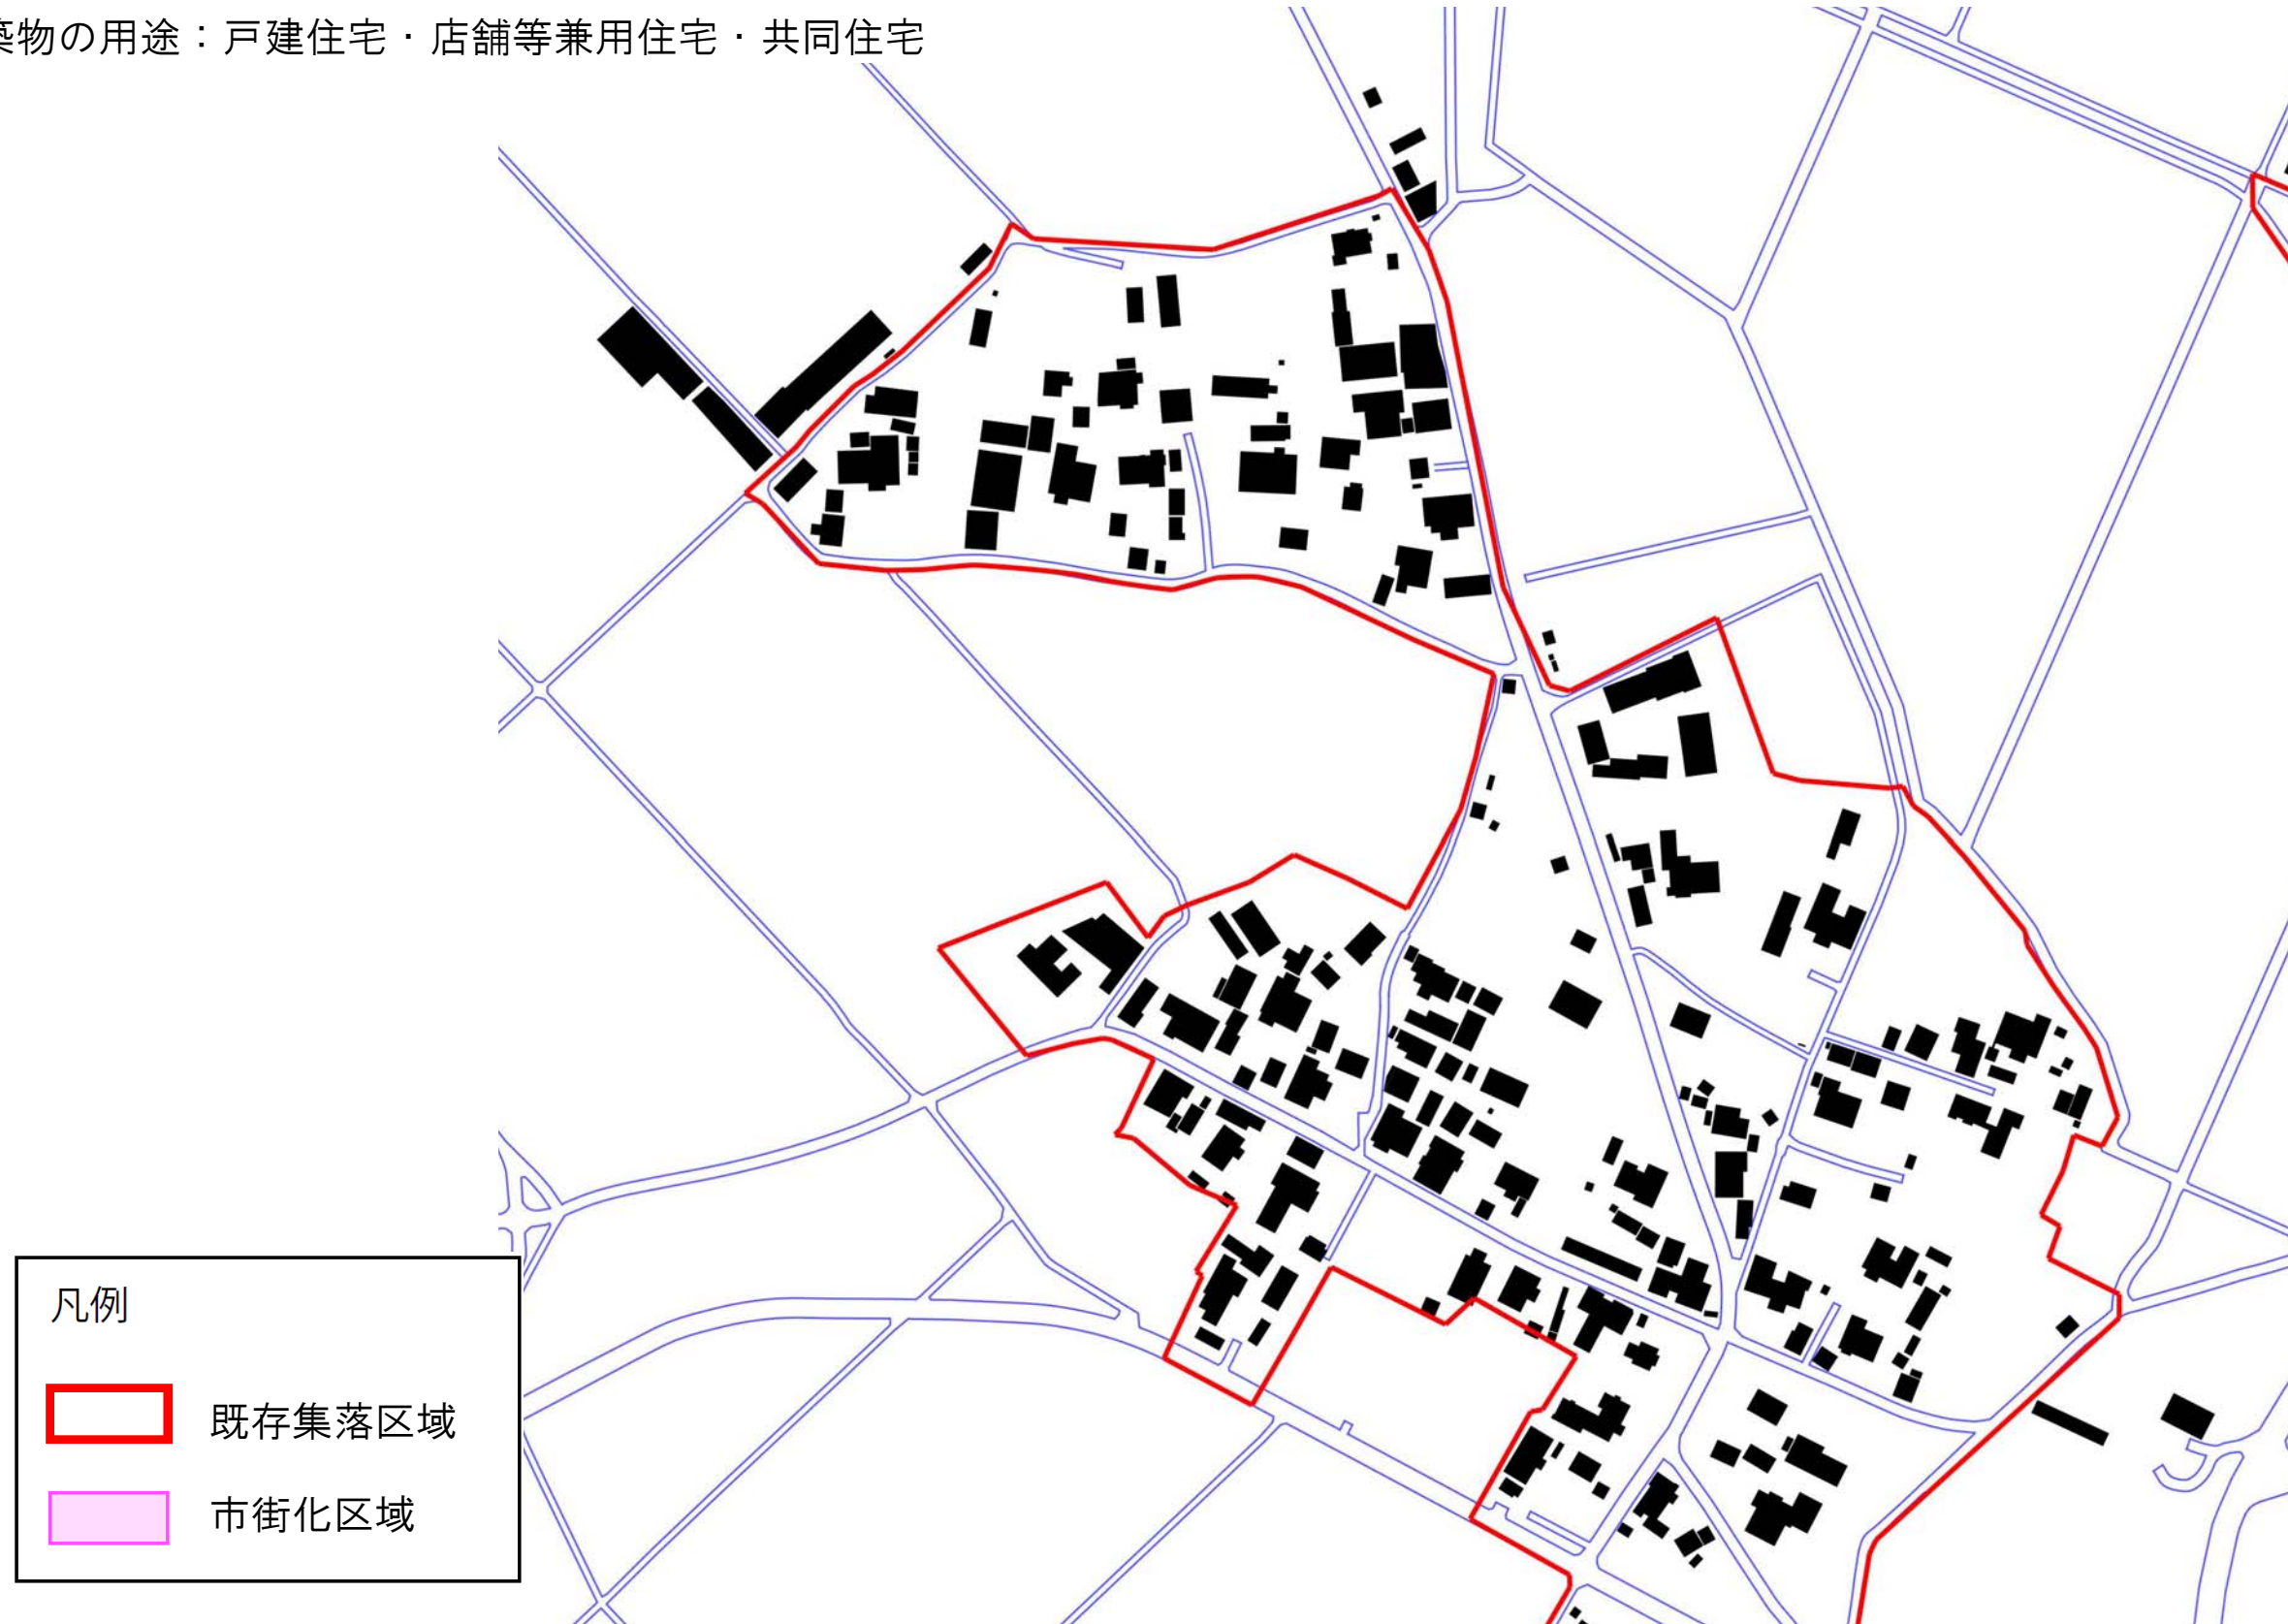 築物の用途：戸建住宅・店舗等兼用住宅・共同住宅
凡例
既存集落区域
市街化区域